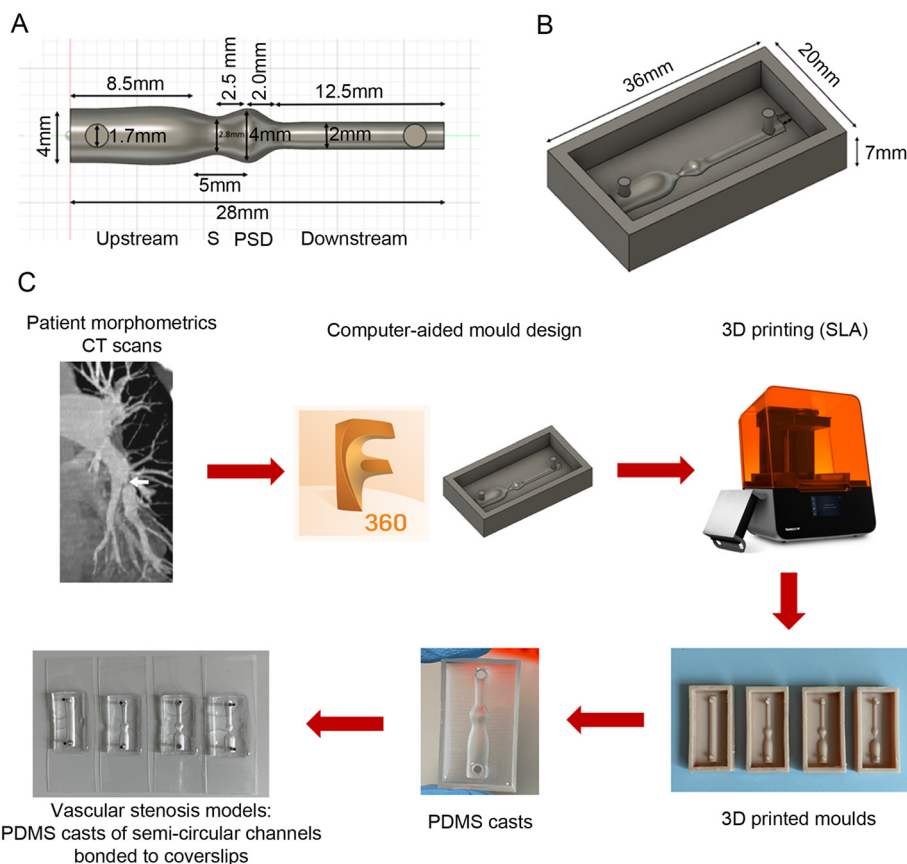 A
8.5mm
2.5 mm
2.0mm
12.5mm
4mm
1.7mm
2.8mm
4mm
2mm
5mm
28mm
Upstream
S
PSD
Downstream
B
36mm
20mm
7mm
C
Patient morphometrics
CT scans
Computer-aided mould design
3D printing (SLA)
360
Vascular stenosis models:
PDMS casts of semi-circular channels
bonded to coverslips
PDMS casts
3D printed moulds